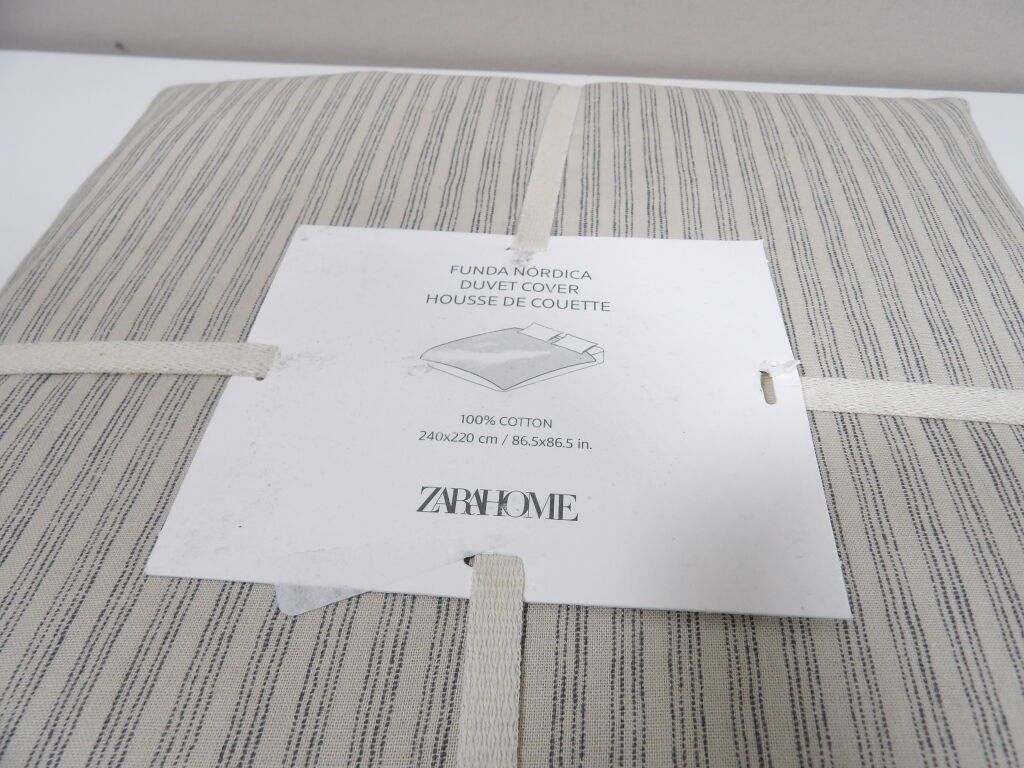 FUNDA NÓRDICA
DUVET COVER
HOUSSE DE COUETTE
100% COTTON
240x220 cm / 86.5x86.5 in.
ZARAHOME